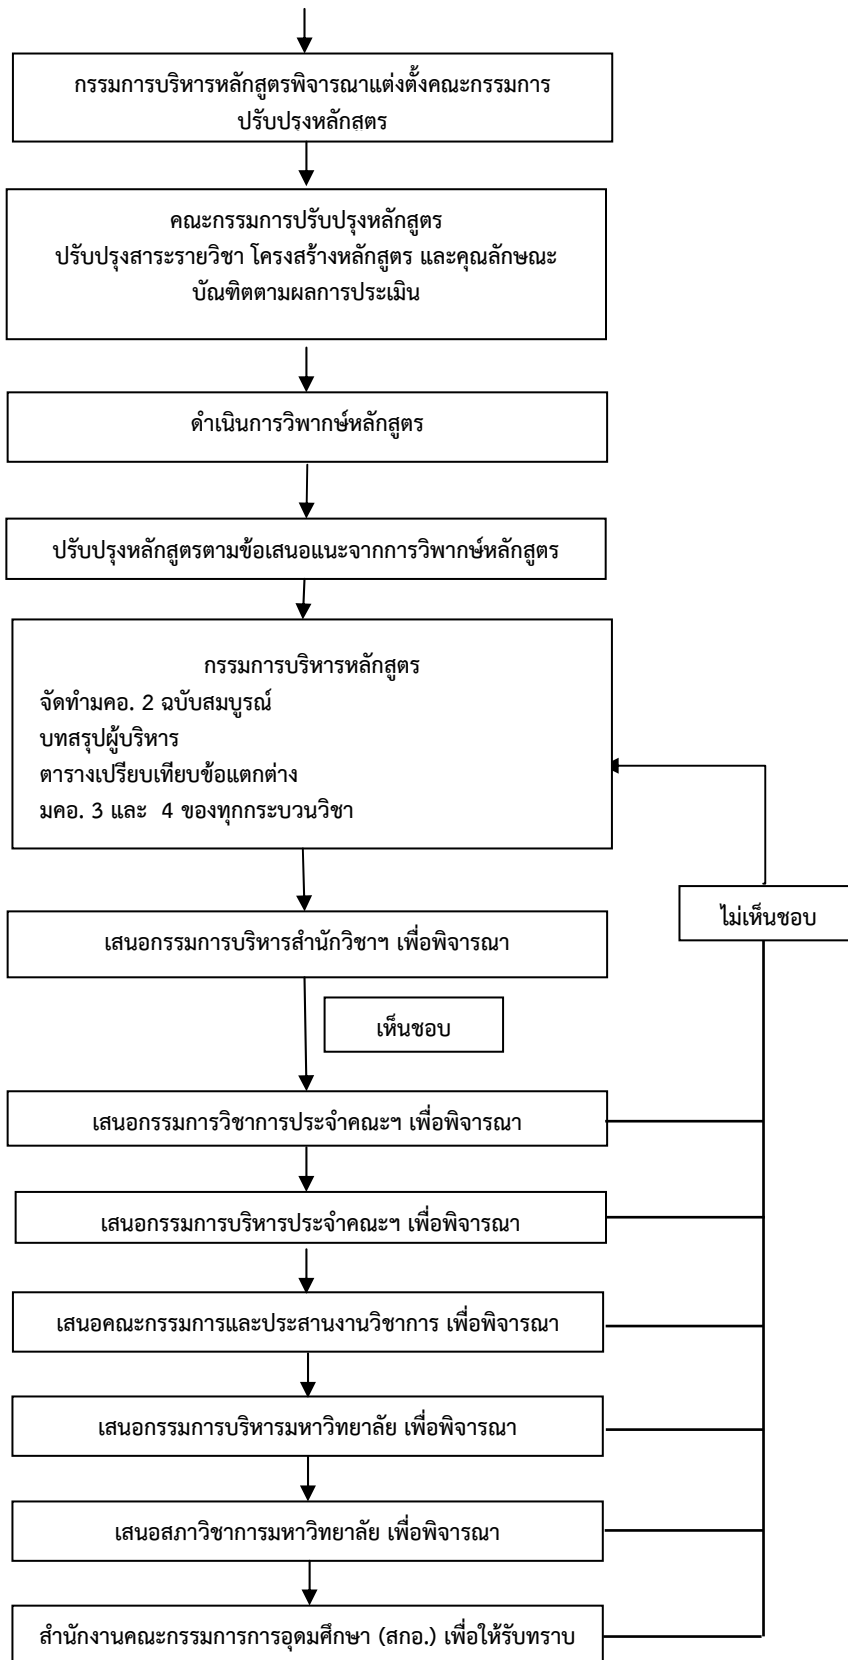 กรรมการบริหารหลักสูตรพิจารณาแต่งตั้งคณะกรรมการ
ปรับปรุงหลักสูตร
คณะกรรมการปรับปรุงหลักสูตร
ปรับปรุงสาระรายวิชา โครงสร้างหลักสูตร และคุณลักษณะ
บัณฑิตตามผลการประเมิน
ดำเนินการวิพากษ์หลักสูตร
ปรับปรุงหลักสูตรตามข้อเสนอแนะจากการวิพากษ์หลักสูตร
กรรมการบริหารหลักสูตร
จัดทำมคอ. 2 ฉบับสมบูรณ์
บทสรุปผู้บริหาร
ตารางเปรียบเทียบข้อแตกต่าง
มคอ. 3 และ  4 ของทุกกระบวนวิชา
ไม่เห็นชอบ
เสนอกรรมการบริหารสำนักวิชาฯ เพื่อพิจารณา
เห็นชอบ
เสนอกรรมการวิชาการประจำคณะฯ เพื่อพิจารณา
เสนอกรรมการบริหารประจำคณะฯ เพื่อพิจารณา
เสนอคณะกรรมการและประสานงานวิชาการ เพื่อพิจารณา
เสนอกรรมการบริหารมหาวิทยาลัย เพื่อพิจารณา
เสนอสภาวิชาการมหาวิทยาลัย เพื่อพิจารณา
สำนักงานคณะกรรมการการอุดมศึกษา (สกอ.) เพื่อให้รับทราบ